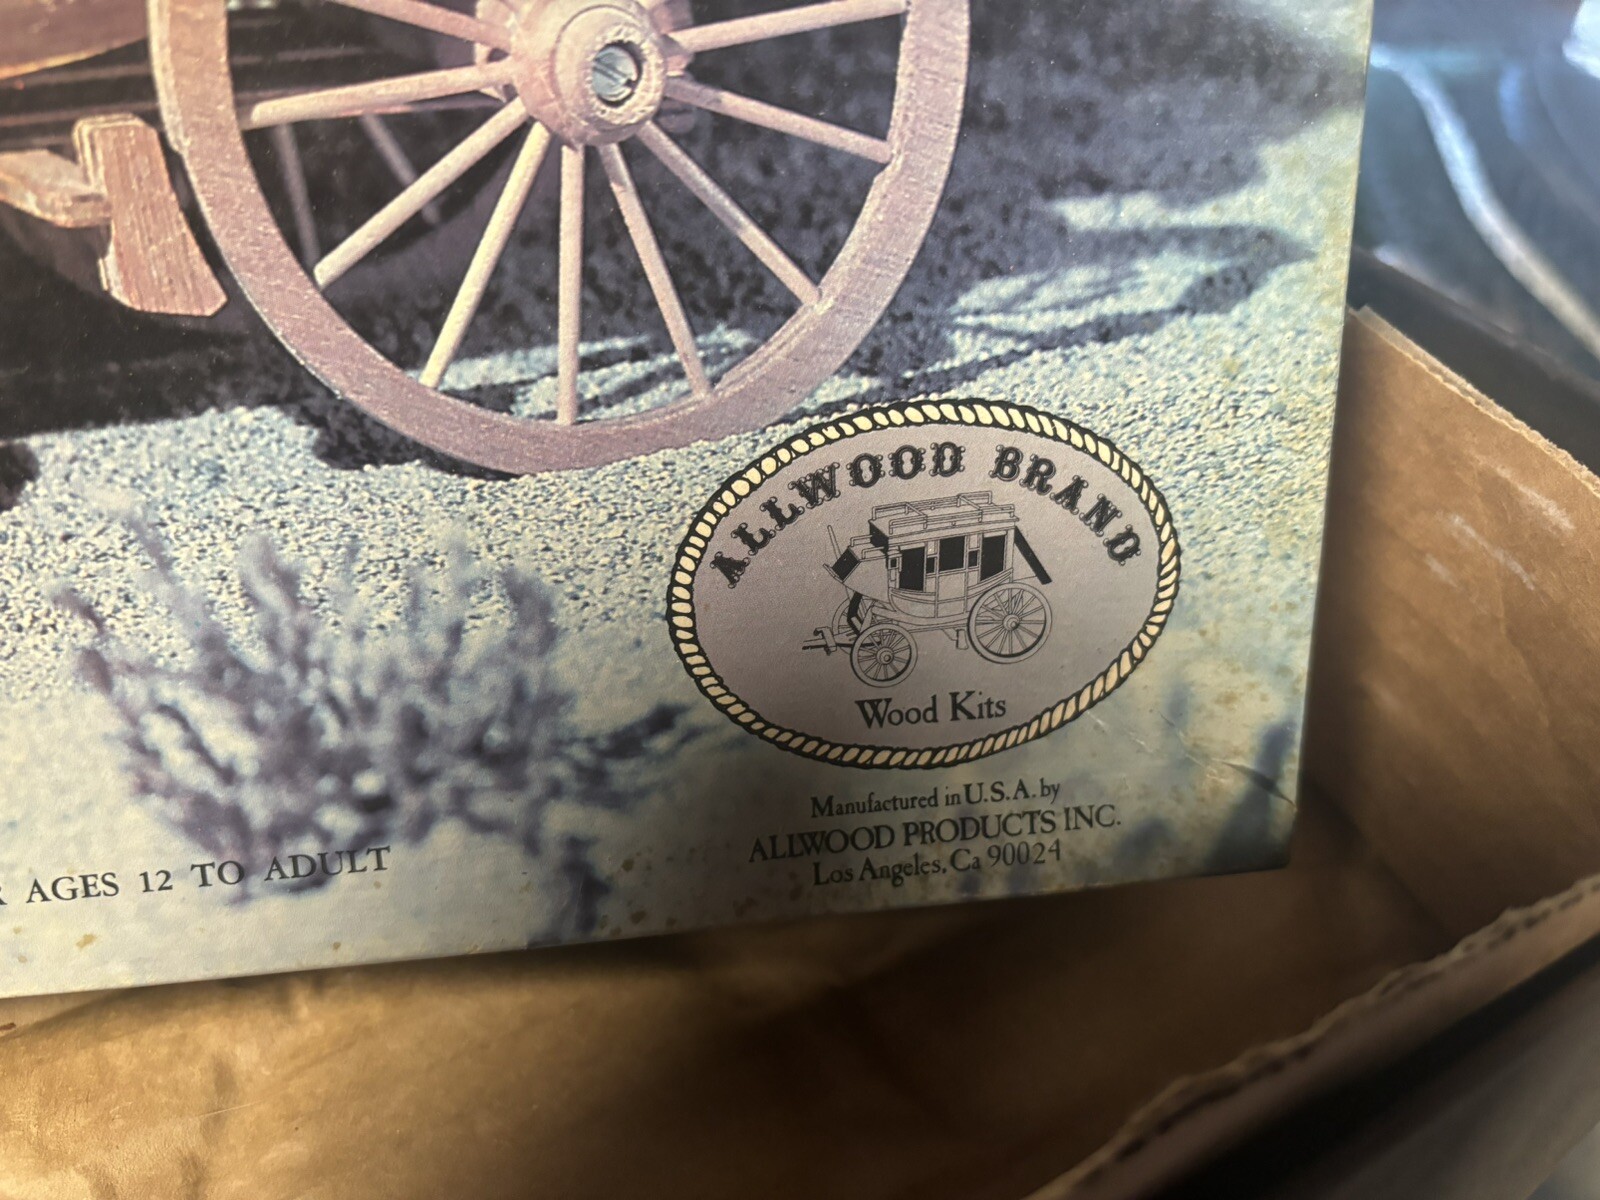 ALLWOOD BRAND
Wood Kits
Manufactured in U.S.A. by
ALLWOOD PRODUCTS INC.
Los Angeles, Ca 90024
AGES 12 TO ADULT